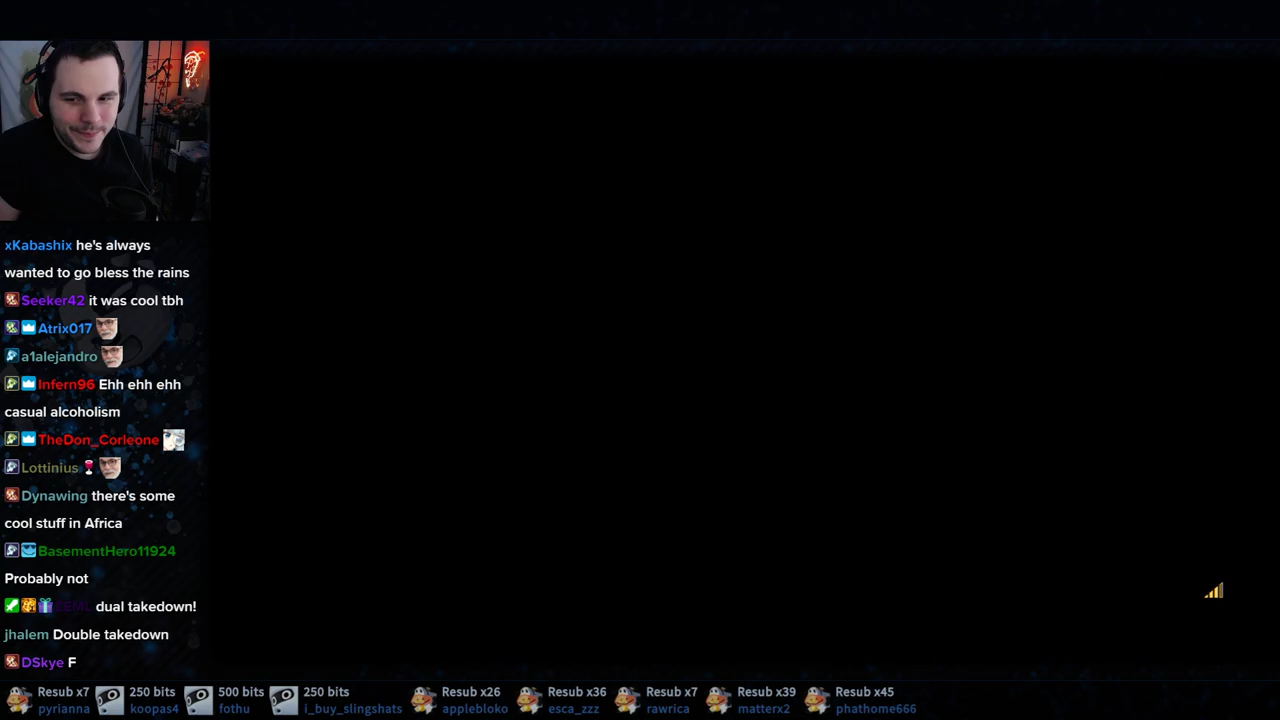 xKabashix he's always
wanted to go bless the rains
Seeker42 it was cool tbh
Atrix017
a1alejandro
Infern96 Ehh ehh ehh
casual alcoholism
TheDon_Corleone
Lottinius
Dynawing there's some
cool stuff in Africa
BasementHero11924
Probably not
dual takedown!
jhalem Double takedown
DSkye F
Resub x7 250 bits 500 bits 250 bits Resub x26 Resub x36 Resub x7 Resub x39 Resub x45
pyrianna koopas4 fothu i_buy_slingshats applebloko esca_zzz rawrica matterx2 phathome666